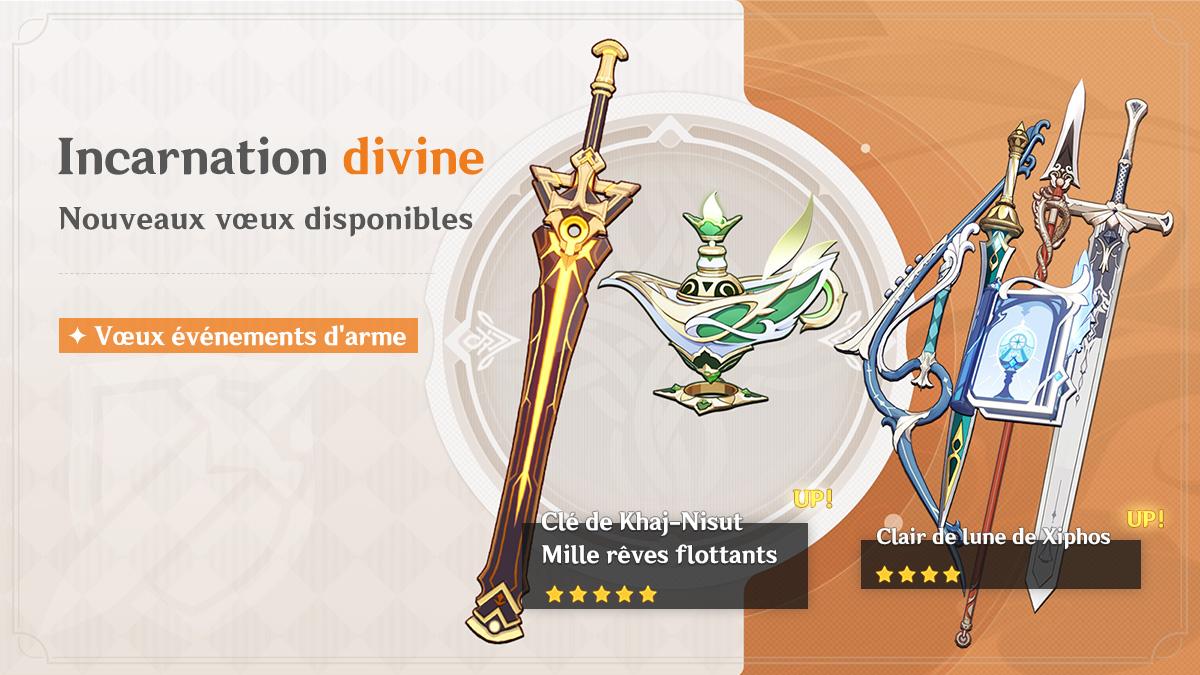 Incarnation divine
Nouveaux vœux disponibles
✦ Vœux événements d'arme
UP!
Clé de Khaj-Nisut
Mille rêves flottants
UP!
Clair de lune de Xiphos